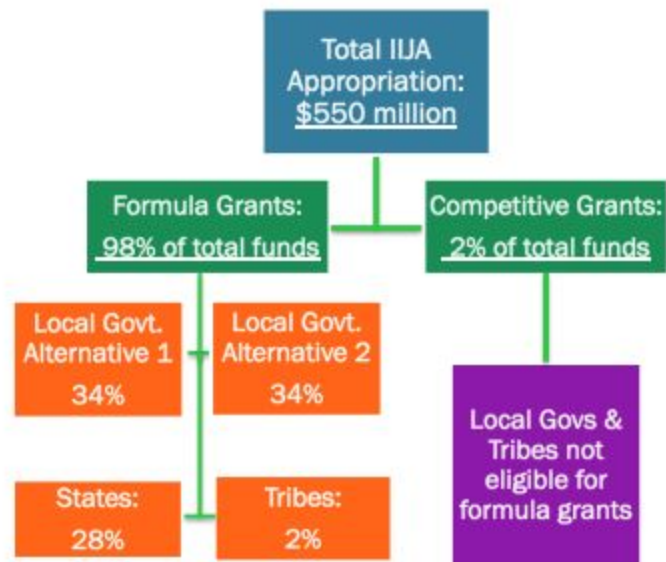 Total IIJA
Appropriation:
$550 million
Formula Grants:
98% of total funds
Competitive Grants:
2% of total funds
Local Govt.
Alternative 1
34%
Local Govt.
Alternative 2
34%
Local Govs &
Tribes not
eligible for
formula grants
States:
28%
Tribes:
2%